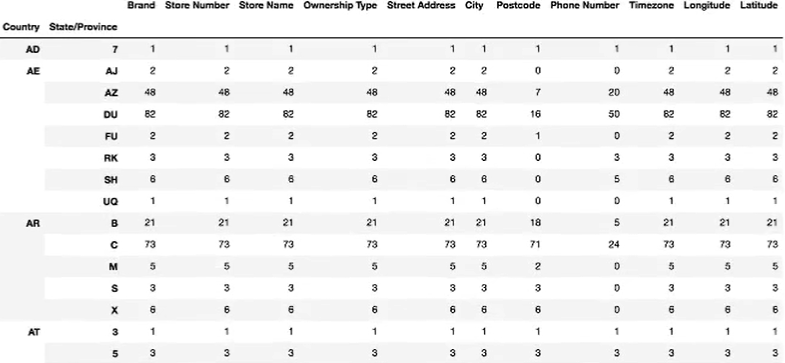 Brand Store Number Store Name Ownership Type Street Address City Postcode Phone Number Timezone Longitude Latitude
Country State/Province
AD 7 1 1 1 1 1 1 1 1 1 1 1
AE AJ 2 2 2 2 2 2 0 0 2 2 2
AZ 48 48 48 48 48 48 7 20 48 48 48
DU 82 82 82 82 82 82 16 50 82 82 82
FU 2 2 2 2 2 2 1 0 2 2 2
RK 3 3 3 3 3 3 0 3 3 3 3
SH 6 6 6 6 6 6 0 5 6 6 6
UQ 1 1 1 1 1 1 0 0 1 1 1
AR B 21 21 21 21 21 21 18 5 21 21 21
C 73 73 73 73 73 73 71 24 73 73 73
M 5 5 5 5 5 5 2 0 5 5 5
S 3 3 3 3 3 3 3 0 3 3 3
X 6 6 6 6 6 6 6 0 6 6 6
AT 3 1 1 1 1 1 1 1 1 1 1 1
5 3 3 3 3 3 3 3 3 3 3 3